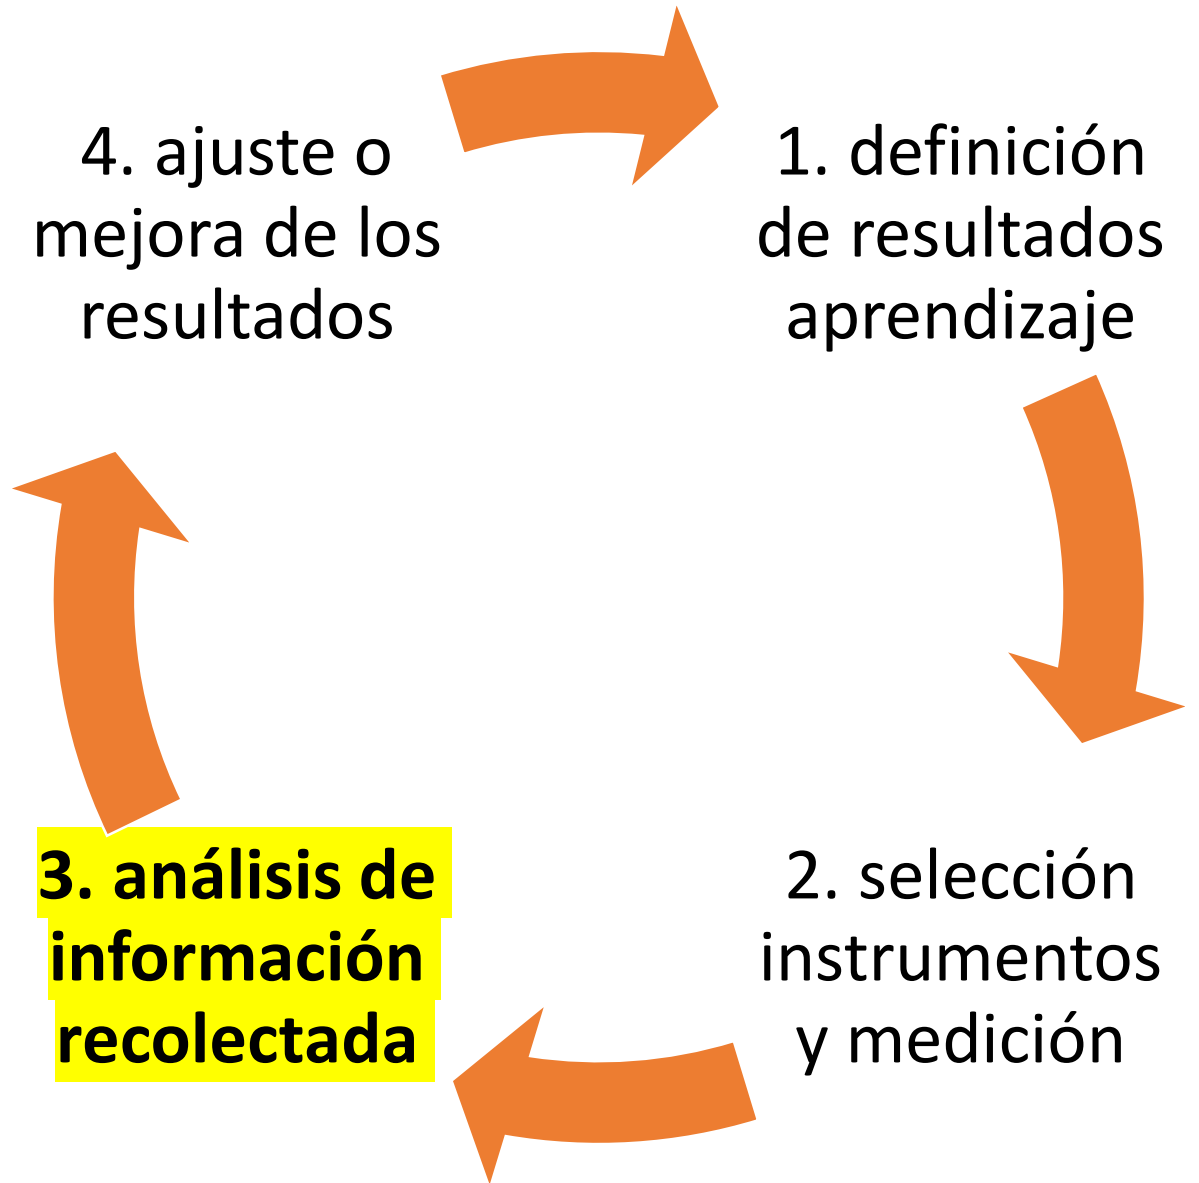 4. ajuste o
mejora de los
resultados
1. definición
de resultados
aprendizaje
3. análisis de
información
recolectada
2. selección
instrumentos
y medición